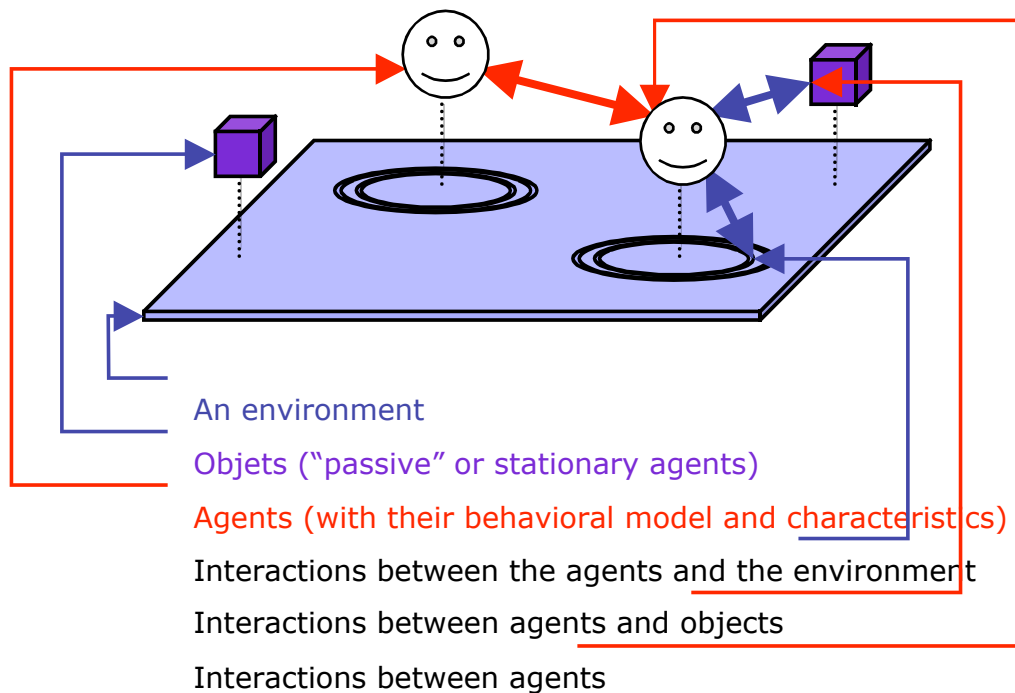 An environment
Objets (“passive” or stationary agents)
Agents (with their behavioral model and characteristics)
Interactions between the agents and the environment
Interactions between agents and objects
Interactions between agents